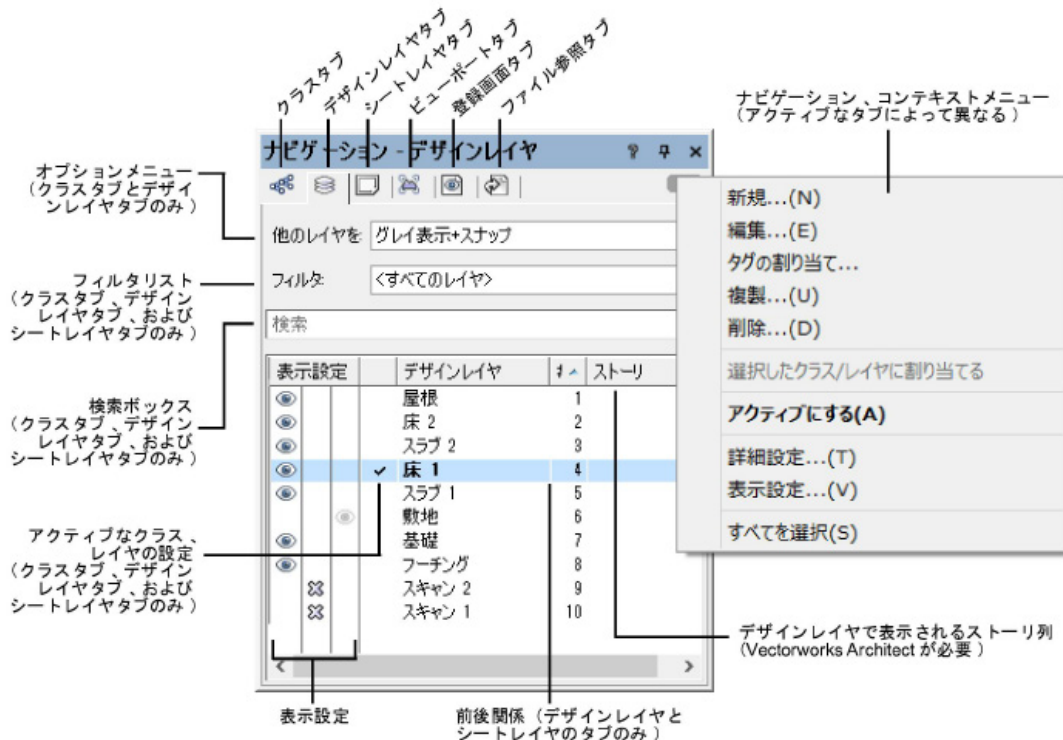 クラスタブ
デザインレイヤタブ
シートレイヤタブ
ビューポートタブ
登録画面タブ
ファイル参照タブ
ナビゲーション、コンテキストメニュー
（アクティブなタブによって異なる）
オプションメニュー
（クラスタブとデザイ
ンレイヤタブのみ）
フィルタリスト
（クラスタブ、デザイン
レイヤタブ、および
シートレイヤタブのみ）
検索ボックス
（クラスタブ、デザイン
レイヤタブ、および
シートレイヤタブのみ）
アクティブなクラス、
レイヤの設定
（クラスタブ、デザイン
レイヤタブ、および
シートレイヤタブのみ）
ナビゲーション - デザインレイヤ
他のレイヤを: グレイ表示+スナップ
フィルタ: <すべてのレイヤ>
検索
表示設定 デザインレイヤ # ストーリ
屋根 1
床 2 2
スラブ 2 3
床 1 4
スラブ 1 5
敷地 6
基礎 7
フーチング 8
スキャン 2 9
スキャン 1 10
新規...(N)
編集...(E)
タグの割り当て...
複製...(U)
削除...(D)
選択したクラス/レイヤに割り当てる
アクティブにする(A)
詳細設定...(T)
表示設定...(V)
すべてを選択(S)
デザインレイヤで表示されるストーリ列
（Vectorworks Architect が必要）
表示設定
前後関係（デザインレイヤと
シートレイヤのタブのみ）